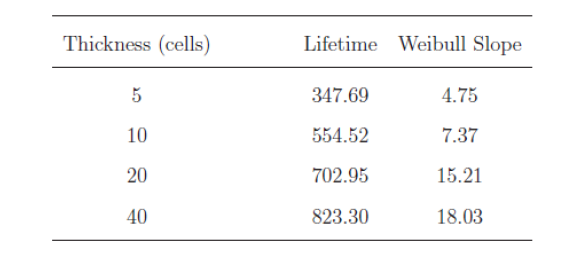 Thickness (cells) Lifetime Weibull Slope
5 347.69 4.75
10 554.52 7.37
20 702.95 15.21
40 823.30 18.03